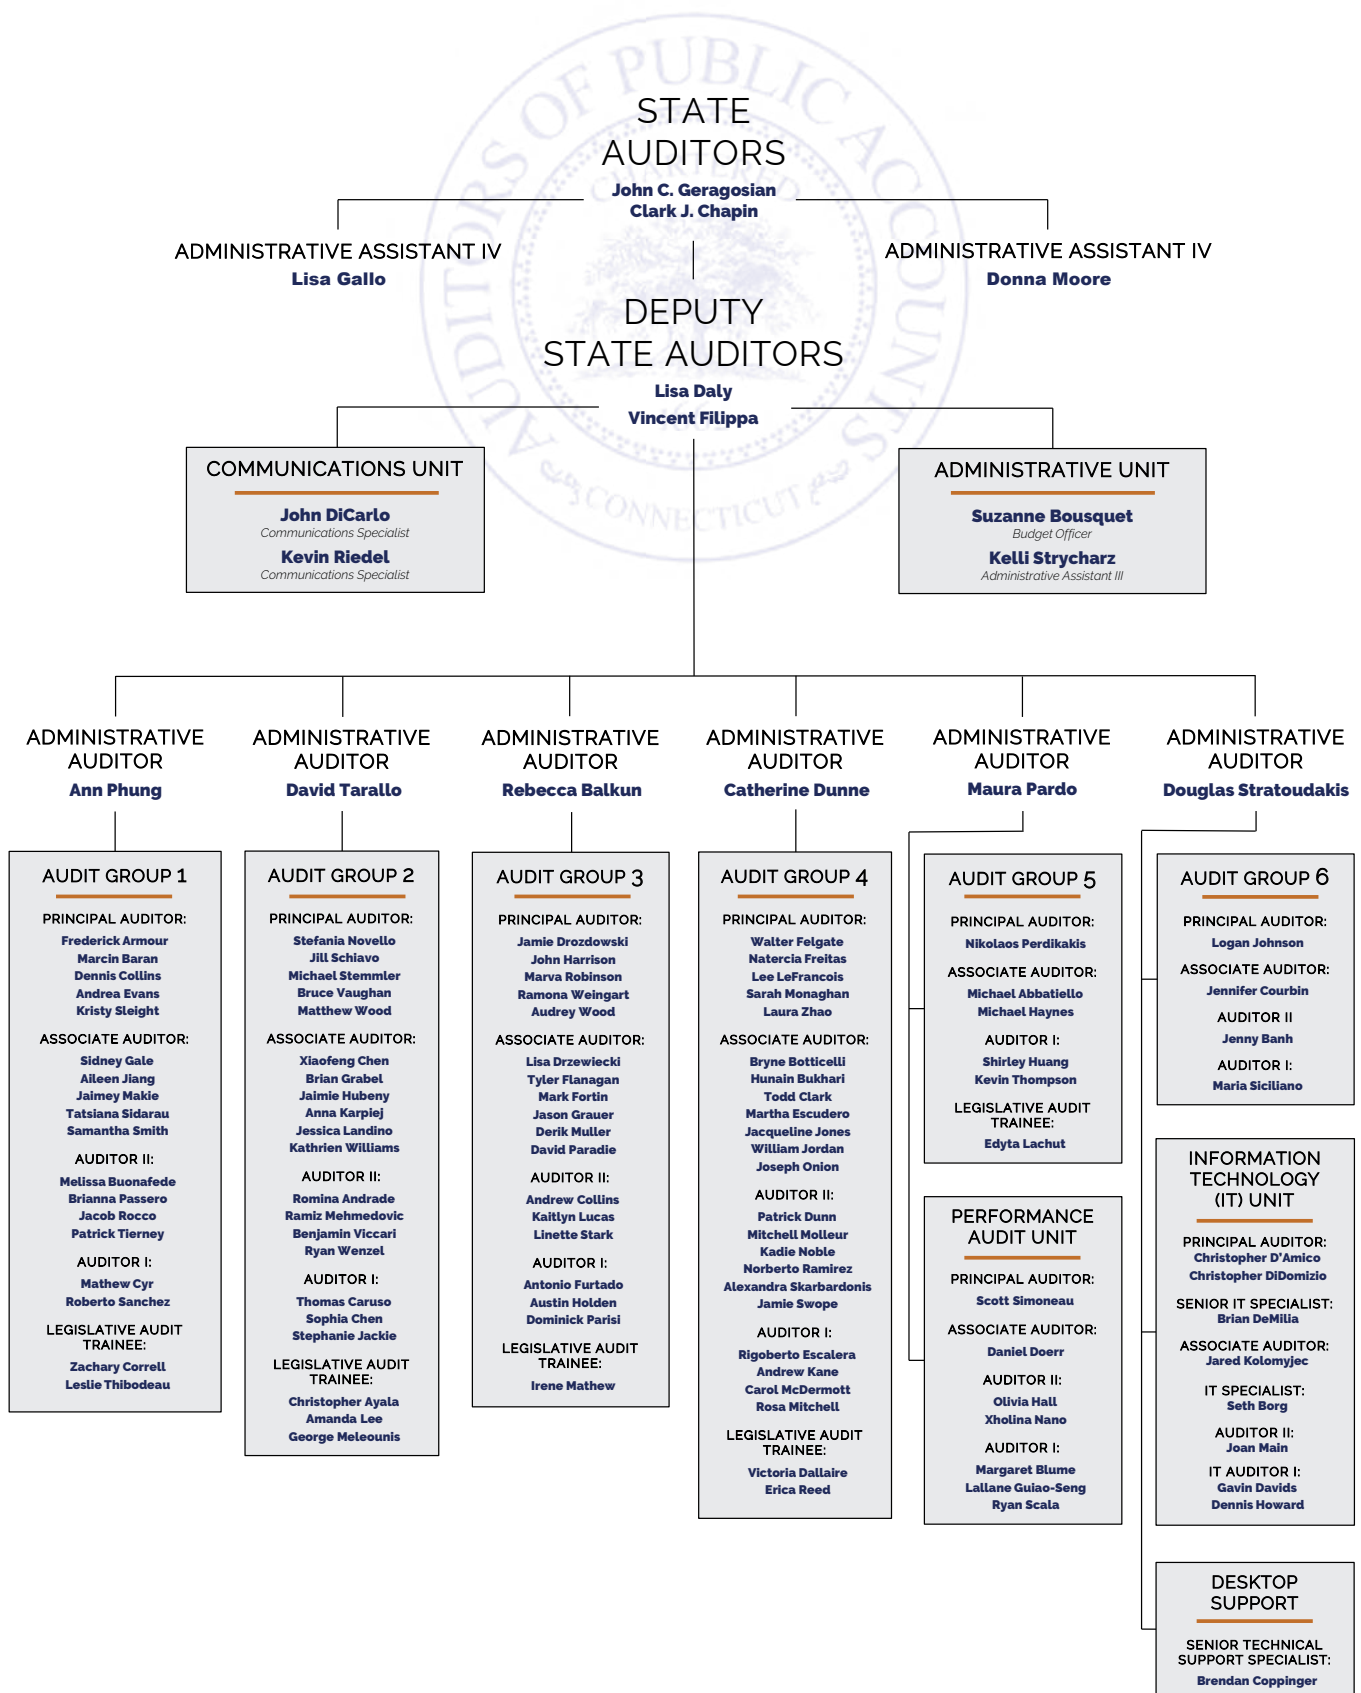 AUDITORS OF PUBLIC ACCOUNTS
CHARTERED
1662
CONNECTICUT
STATE
AUDITORS
John C. Geragosian
Clark J. Chapin
ADMINISTRATIVE ASSISTANT IV
Lisa Gallo
ADMINISTRATIVE ASSISTANT IV
Donna Moore
DEPUTY
STATE AUDITORS
Lisa Daly
Vincent Filippa
COMMUNICATIONS UNIT
John DiCarlo
Communications Specialist
Kevin Riedel
Communications Specialist
ADMINISTRATIVE UNIT
Suzanne Bousquet
Budget Officer
Kelli Strycharz
Administrative Assistant III
ADMINISTRATIVE
AUDITOR
Ann Phung
AUDIT GROUP 1
PRINCIPAL AUDITOR:
Frederick Armour
Marcin Baran
Dennis Collins
Andrea Evans
Kristy Sleight
ASSOCIATE AUDITOR:
Sidney Gale
Aileen Jiang
Jaimey Makie
Tatsiana Sidarau
Samantha Smith
AUDITOR II:
Melissa Buonafede
Brianna Passero
Jacob Rocco
Patrick Tierney
AUDITOR I:
Mathew Cyr
Roberto Sanchez
LEGISLATIVE AUDIT
TRAINEE:
Zachary Correll
Leslie Thibodeau
ADMINISTRATIVE
AUDITOR
David Tarallo
AUDIT GROUP 2
PRINCIPAL AUDITOR:
Stefania Novello
Jill Schiavo
Michael Stemmler
Bruce Vaughan
Matthew Wood
ASSOCIATE AUDITOR:
Xiaofeng Chen
Brian Grabel
Jaimie Hubeny
Anna Karpiej
Jessica Landino
Kathrien Williams
AUDITOR II:
Romina Andrade
Ramiz Mehmedovic
Benjamin Viccari
Ryan Wenzel
AUDITOR I:
Thomas Caruso
Sophia Chen
Stephanie Jackie
LEGISLATIVE AUDIT
TRAINEE:
Christopher Ayala
Amanda Lee
George Meleounis
ADMINISTRATIVE
AUDITOR
Rebecca Balkun
AUDIT GROUP 3
PRINCIPAL AUDITOR:
Jamie Drozdowski
John Harrison
Marva Robinson
Ramona Weingart
Audrey Wood
ASSOCIATE AUDITOR:
Lisa Drzewiecki
Tyler Flanagan
Mark Fortin
Jason Grauer
Derik Muller
David Paradie
AUDITOR II:
Andrew Collins
Kaitlyn Lucas
Linette Stark
AUDITOR I:
Antonio Furtado
Austin Holden
Dominick Parisi
LEGISLATIVE AUDIT
TRAINEE:
Irene Mathew
ADMINISTRATIVE
AUDITOR
Catherine Dunne
AUDIT GROUP 4
PRINCIPAL AUDITOR:
Walter Felgate
Natercia Freitas
Lee LeFrancois
Sarah Monaghan
Laura Zhao
ASSOCIATE AUDITOR:
Bryne Botticelli
Hunain Bukhari
Todd Clark
Martha Escudero
Jacqueline Jones
William Jordan
Joseph Onion
AUDITOR II:
Patrick Dunn
Mitchell Molleur
Kadie Noble
Norberto Ramirez
Alexandra Skarbardonis
Jamie Swope
AUDITOR I:
Rigoberto Escalera
Andrew Kane
Carol McDermott
Rosa Mitchell
LEGISLATIVE AUDIT
TRAINEE:
Victoria Dallaire
Erica Reed
ADMINISTRATIVE
AUDITOR
Maura Pardo
AUDIT GROUP 5
PRINCIPAL AUDITOR:
Nikolaos Perdikakis
ASSOCIATE AUDITOR:
Michael Abbatiello
Michael Haynes
AUDITOR I:
Shirley Huang
Kevin Thompson
LEGISLATIVE AUDIT
TRAINEE:
Edyta Lachut
PERFORMANCE
AUDIT UNIT
PRINCIPAL AUDITOR:
Scott Simoneau
ASSOCIATE AUDITOR:
Daniel Doerr
AUDITOR II:
Olivia Hall
Xholina Nano
AUDITOR I:
Margaret Blume
Lallane Guiao-Seng
Ryan Scala
ADMINISTRATIVE
AUDITOR
Douglas Stratoudakis
AUDIT GROUP 6
PRINCIPAL AUDITOR:
Logan Johnson
ASSOCIATE AUDITOR:
Jennifer Courbin
AUDITOR II
Jenny Banh
AUDITOR I:
Maria Siciliano
INFORMATION
TECHNOLOGY
(IT) UNIT
PRINCIPAL AUDITOR:
Christopher D'Amico
Christopher DiDomizio
SENIOR IT SPECIALIST:
Brian DeMilia
ASSOCIATE AUDITOR:
Jared Kolomyjec
IT SPECIALIST:
Seth Borg
AUDITOR II:
Joan Main
IT AUDITOR I:
Gavin Davids
Dennis Howard
DESKTOP
SUPPORT
SENIOR TECHNICAL
SUPPORT SPECIALIST:
Brendan Coppinger